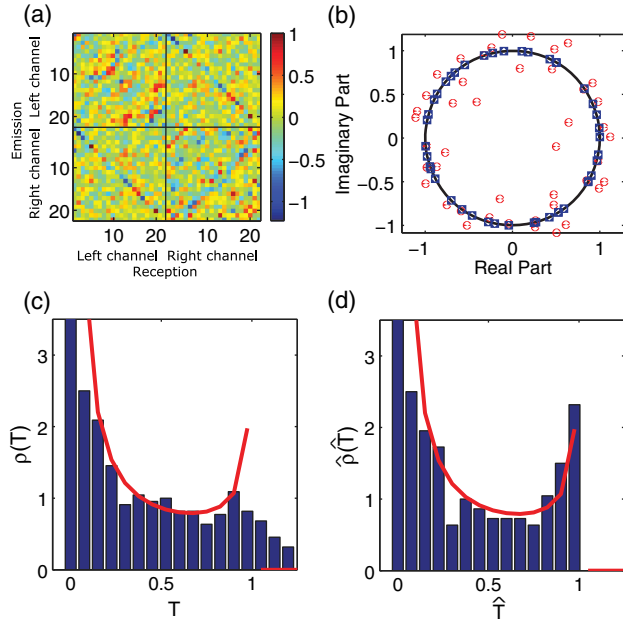 (a)
Emission
Right channel Left channel
10
20
10
20
10 20 10 20
Left channel Right channel
Reception
1
0.5
0
−0.5
−1
(b)
Imaginary Part
1
0.5
0
−0.5
−1
−1 0 1
Real Part
(c)
ρ(T)
3
2
1
0
0 0.5 1
T
(d)
ρ̂(T̂)
3
2
1
0
0 0.5 1
T̂